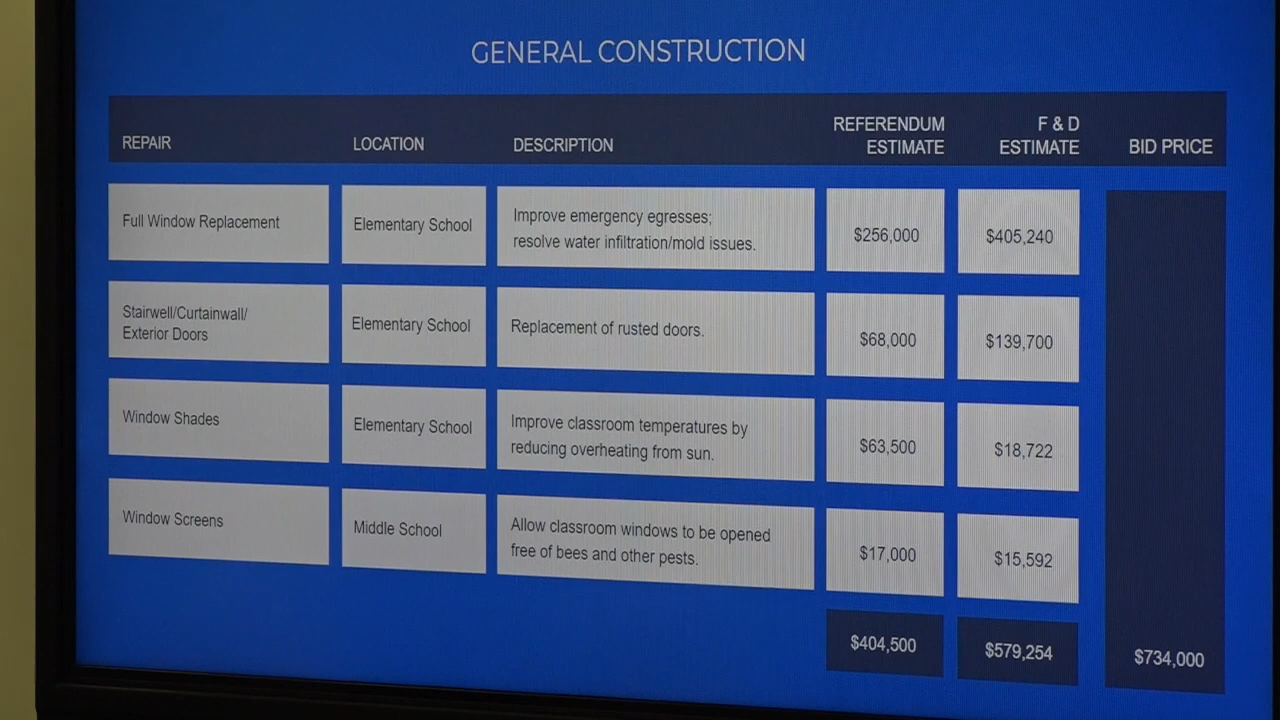 GENERAL CONSTRUCTION
REPAIR
LOCATION
DESCRIPTION
REFERENDUM
ESTIMATE
F & D
ESTIMATE
BID PRICE
Full Window Replacement
Elementary School
Improve emergency egresses;
resolve water infiltration/mold issues.
$256,000
$405,240
Stairwell/Curtainwall/
Exterior Doors
Elementary School
Replacement of rusted doors.
$68,000
$139,700
Window Shades
Elementary School
Improve classroom temperatures by
reducing overheating from sun.
$63,500
$18,722
Window Screens
Middle School
Allow classroom windows to be opened
free of bees and other pests.
$17,000
$15,592
$404,500
$579,254
$734,000